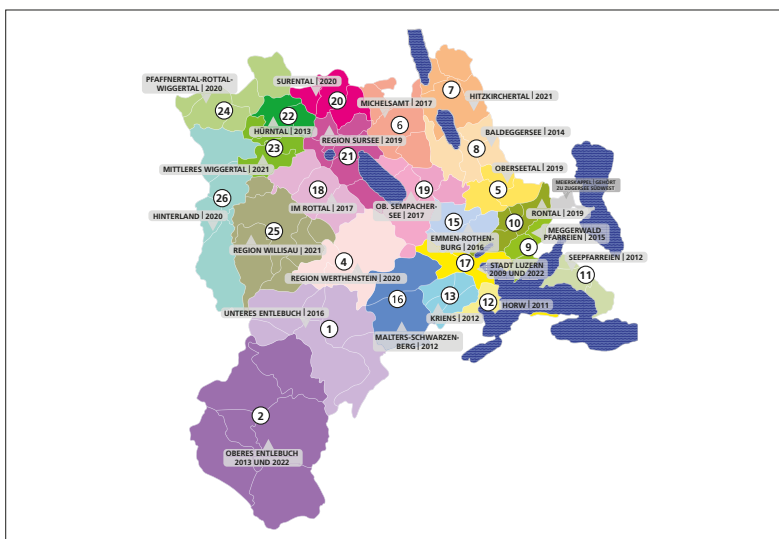 PFAFFNERNTAL-ROTTAL-
WIGGERTAL | 2020
24
SURENTAL | 2020
20
22
HÜRNTAL | 2013
23
MITTLERES WIGGERTAL | 2021
REGION SURSEE | 2019
21
MICHELSAMT | 2017
6
7
HITZKIRCHERTAL | 2021
BALDEGGERSEE | 2014
8
OBERSEETAL | 2019
5
MEIERSKAPPEL | GEHÖRT
ZU ZUGERSEE SÜDWEST
26
HINTERLAND | 2020
18
IM ROTTAL | 2017
19
OB. SEMPACHER-
SEE | 2017
15
EMMEN-ROTHEN-
BURG | 2016
10
RONTAL | 2019
9
MEGGERWALD
PFARREIEN | 2015
25
REGION WILLISAU | 2021
4
REGION WERTHENSTEIN | 2020
17
STADT LUZERN
2009 UND 2022
SEEPFARREIEN | 2012
11
16
MALTERS-SCHWARZEN-
BERG | 2012
13
KRIENS | 2012
12
HORW | 2011
UNTERES ENTLEBUCH | 2016
1
2
OBERES ENTLEBUCH
2013 UND 2022